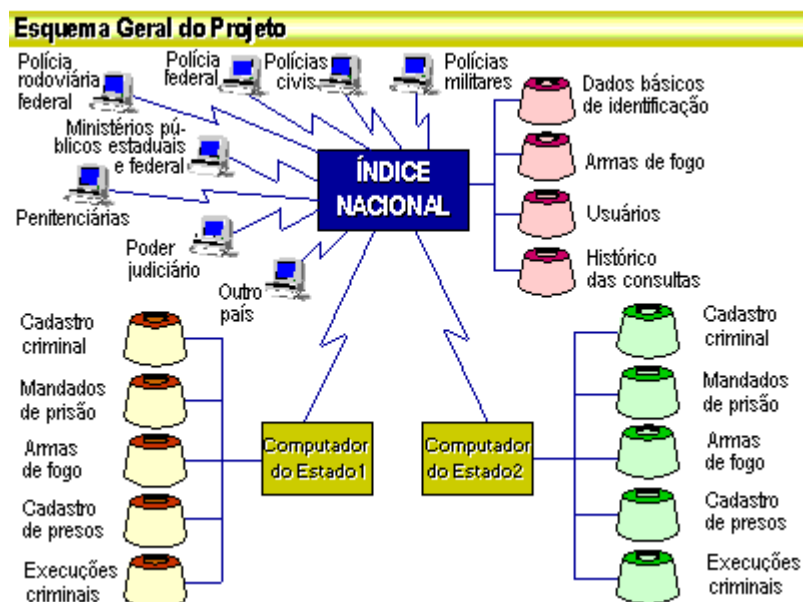 Esquema Geral do Projeto
Polícia
rodoviária
federal
Polícia
federal
Polícias
civis
Polícias
militares
Ministérios pú-
blicos estaduais
e federal
Penitenciárias
Poder
judiciário
Outro
país
ÍNDICE
NACIONAL
Dados básicos
de identificação
Armas de fogo
Usuários
Histórico
das consultas
Cadastro
criminal
Mandados
de prisão
Armas
de fogo
Cadastro
de presos
Execuções
criminais
Computador
do Estado1
Computador
do Estado2
Cadastro
criminal
Mandados
de prisão
Armas
de fogo
Cadastro
de presos
Execuções
criminais